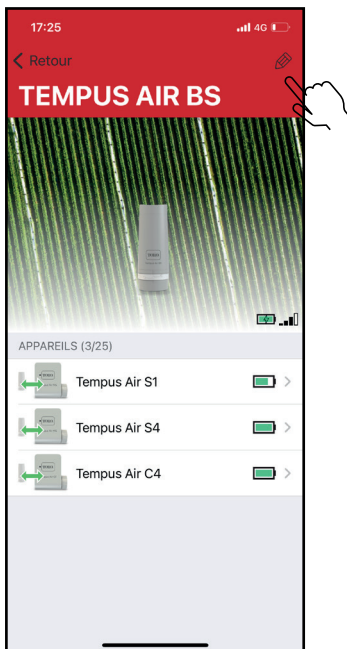 17:25
4G
Retour
TEMPUS AIR BS
APPAREILS (3/25)
Tempus Air S1
Tempus Air S4
Tempus Air C4